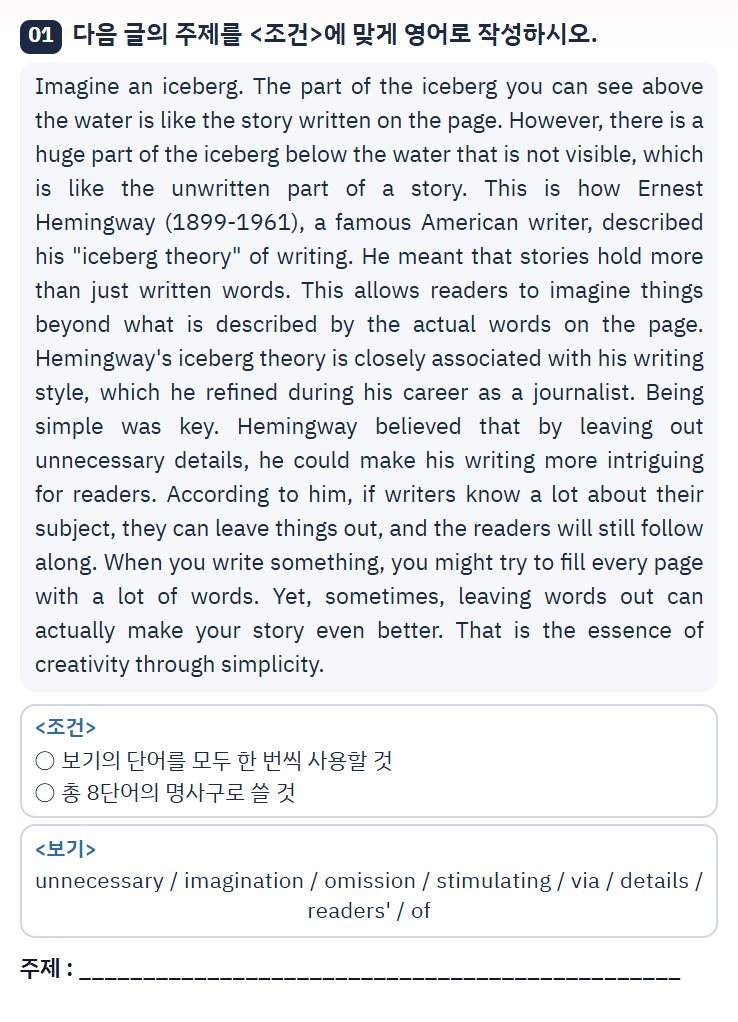 01 다음 글의 주제를 <조건>에 맞게 영어로 작성하시오.
Imagine an iceberg. The part of the iceberg you can see above
the water is like the story written on the page. However, there is a
huge part of the iceberg below the water that is not visible, which
is like the unwritten part of a story. This is how Ernest
Hemingway (1899-1961), a famous American writer, described
his "iceberg theory" of writing. He meant that stories hold more
than just written words. This allows readers to imagine things
beyond what is described by the actual words on the page.
Hemingway's iceberg theory is closely associated with his writing
style, which he refined during his career as a journalist. Being
simple was key. Hemingway believed that by leaving out
unnecessary details, he could make his writing more intriguing
for readers. According to him, if writers know a lot about their
subject, they can leave things out, and the readers will still follow
along. When you write something, you might try to fill every page
with a lot of words. Yet, sometimes, leaving words out can
actually make your story even better. That is the essence of
creativity through simplicity.
<조건>
○ 보기의 단어를 모두 한 번씩 사용할 것
○ 총 8단어의 명사구로 쓸 것
<보기>
unnecessary / imagination / omission / stimulating / via / details /
readers' / of
주제 : _______________________________________________